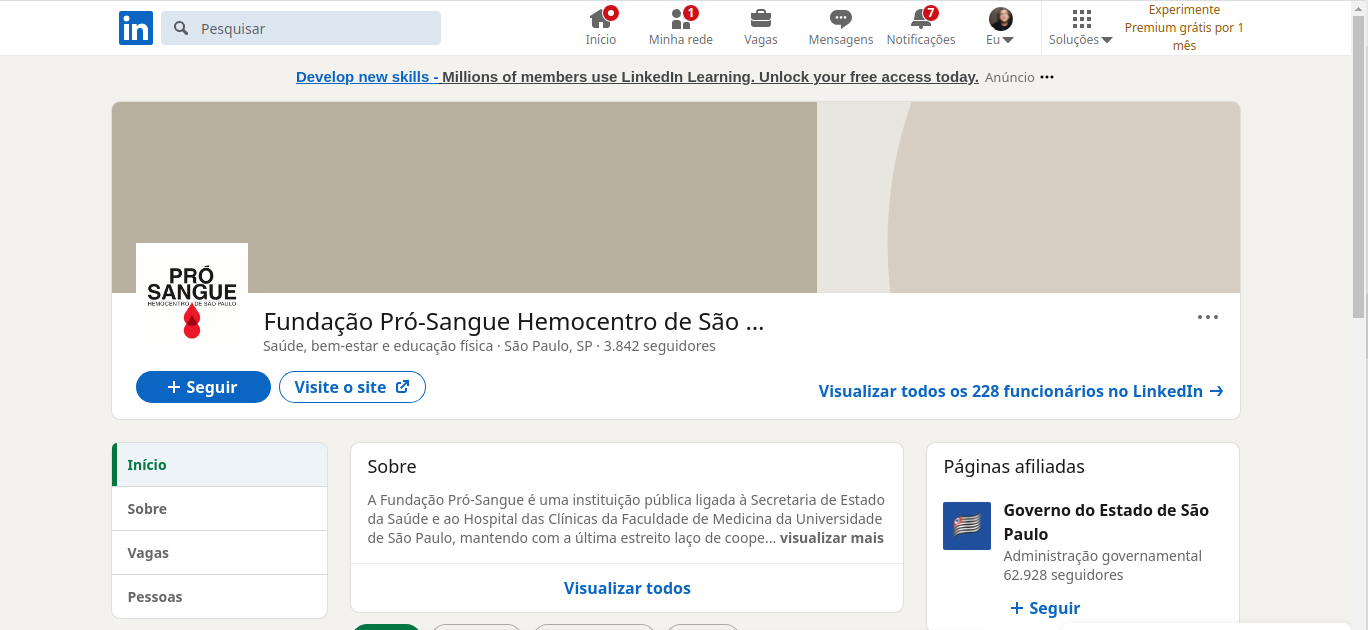 in
Pesquisar
Início
1
Minha rede
Vagas
Mensagens
7
Notificações
Eu
Soluções
Experimente
Premium grátis por 1
mês
Develop new skills - Millions of members use LinkedIn Learning. Unlock your free access today. Anúncio
PRÓ
SANGUE
HEMOCENTRO DE SÃO PAULO
Fundação Pró-Sangue Hemocentro de São ...
Saúde, bem-estar e educação física · São Paulo, SP · 3.842 seguidores
+ Seguir
Visite o site
Visualizar todos os 228 funcionários no LinkedIn →
Início
Sobre
Vagas
Pessoas
Sobre
A Fundação Pró-Sangue é uma instituição pública ligada à Secretaria de Estado
da Saúde e ao Hospital das Clínicas da Faculdade de Medicina da Universidade
de São Paulo, mantendo com a última estreito laço de coope... visualizar mais
Visualizar todos
Páginas afiliadas
Governo do Estado de São
Paulo
Administração governamental
62.928 seguidores
+ Seguir